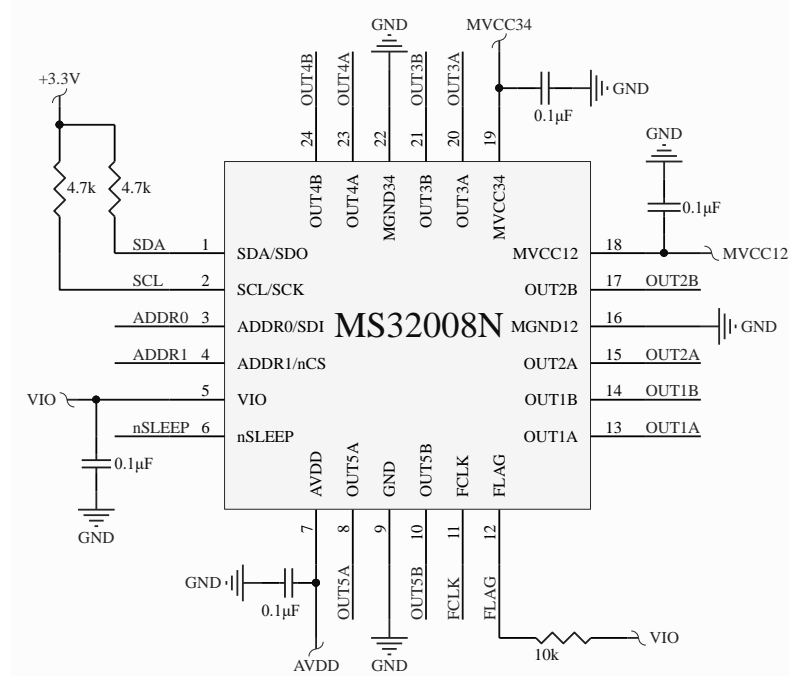 GND
MVCC34
+3.3V
OUT4B
OUT4A
OUT3B
OUT3A
GND
0.1μF
GND
24
23
22
21
20
19
4.7k
4.7k
OUT4B
OUT4A
MGND34
OUT3B
OUT3A
MVCC34
0.1μF
SDA 1 SDA/SDO
MVCC12 18
MVCC12
SCL 2 SCL/SCK
OUT2B 17 OUT2B
ADDR0 3 ADDR0/SDI
MS32008N
MGND12 16
GND
ADDR1 4 ADDR1/nCS
OUT2A 15 OUT2A
VIO
5 VIO
OUT1B 14 OUT1B
nSLEEP 6 nSLEEP
OUT1A 13 OUT1A
0.1μF
GND
AVDD
OUT5A
GND
OUT5B
FCLK
FLAG
7
8
9
10
11
12
GND
0.1μF
OUT5A
OUT5B
FCLK
FLAG
AVDD
GND
10k
VIO